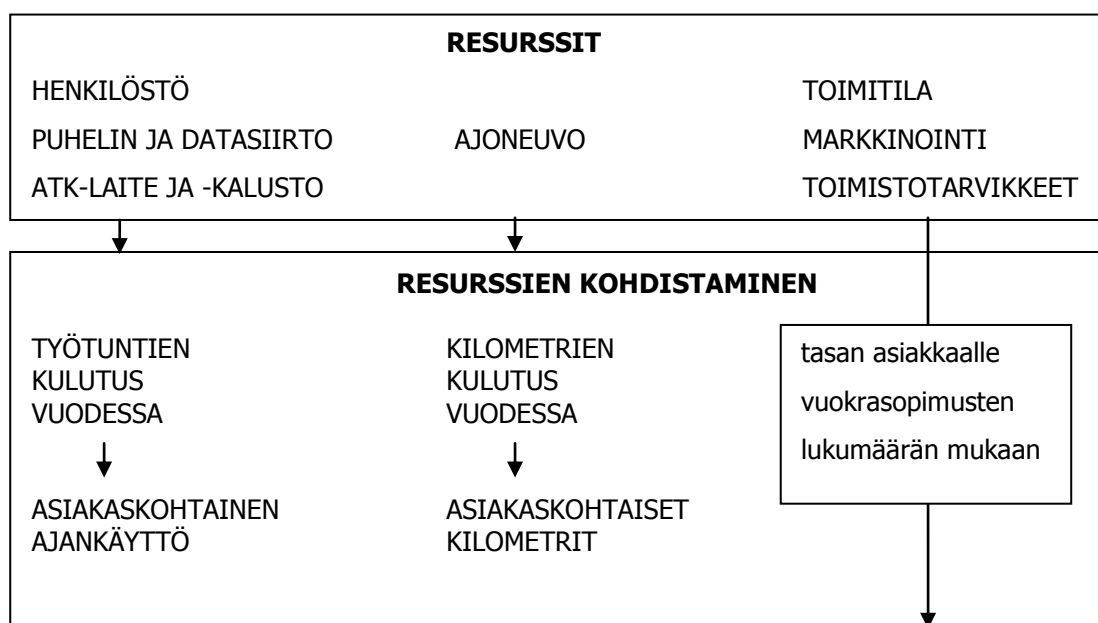 RESURSSIT
HENKILÖSTÖ
TOIMITILA
PUHELIN JA DATASIIRTO
AJONEUVO
MARKKINOINTI
ATK-LAITE JA -KALUSTO
TOIMISTOTARVIKKEET
RESURSSIEN KOHDISTAMINEN
TYÖTUNTIEN
KULUTUS
VUODESSA
ASIAKASKOHTAINEN
AJANKÄYTTÖ
KILOMETRIEN
KULUTUS
VUODESSA
ASIAKASKOHTAISET
KILOMETRIT
tasan asiakkaalle
vuokrasopimusten
lukumäärän mukaan